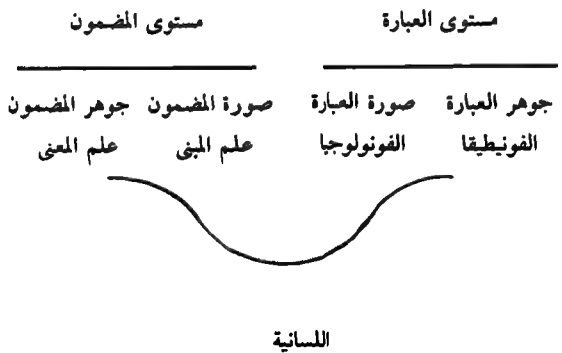 مستوى العبارة
مستوى المضمون
جوهر العبارة صورة العبارة صورة المضمون جوهر المضمون
الفونيطيقا الفونولوجيا علم المبنى علم المعنى
اللسانية